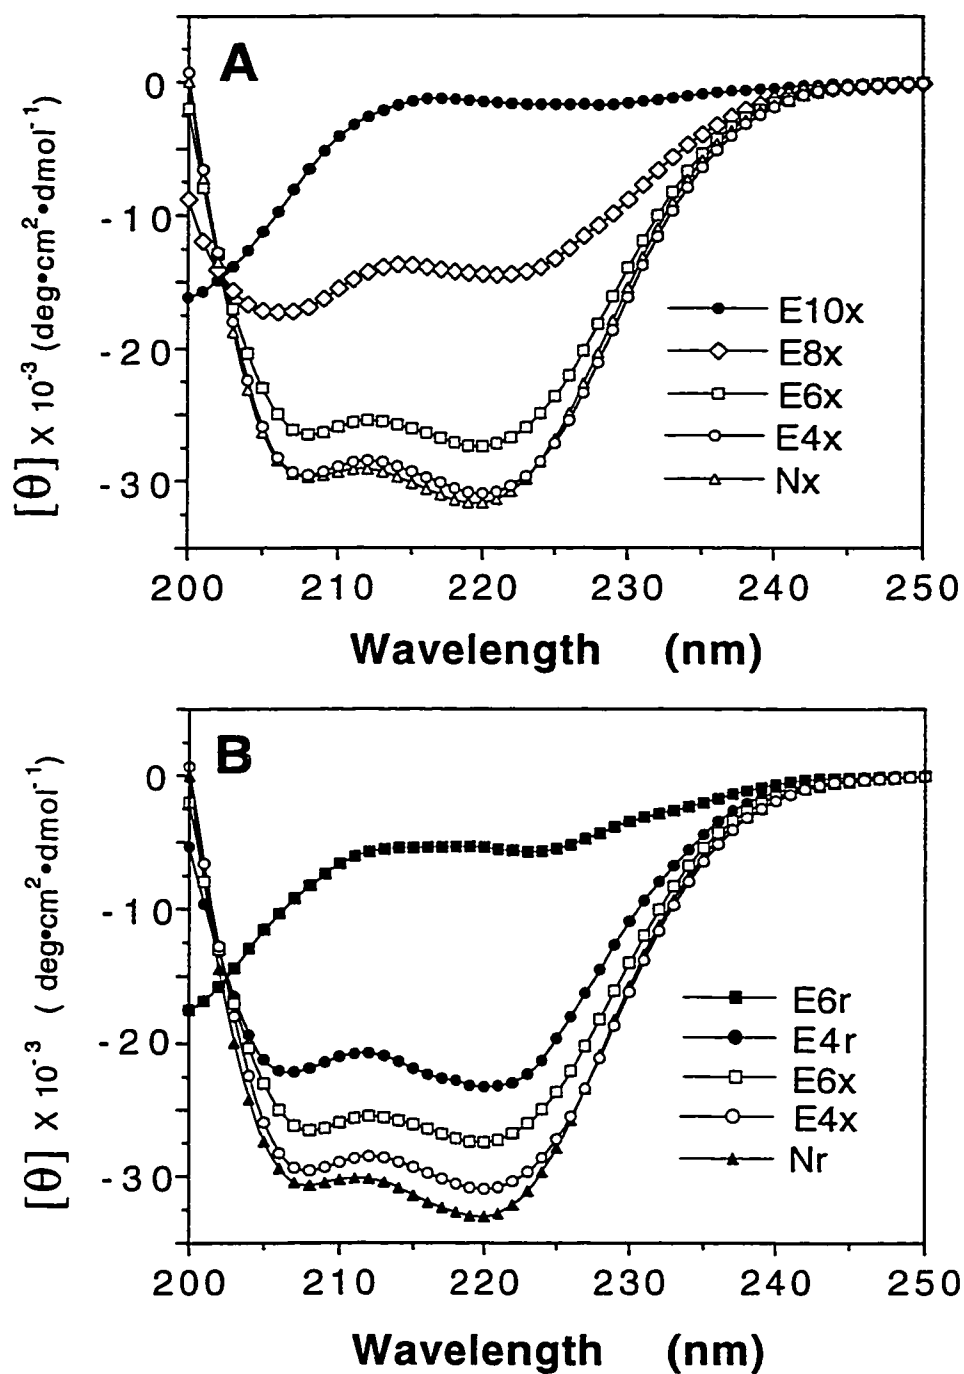 A
0
-10
-20
-30
[θ] X 10⁻³ (deg•cm²•dmol⁻¹)
E10x
E8x
E6x
E4x
Nx
200 210 220 230 240 250
Wavelength (nm)
B
0
-10
-20
-30
[θ] X 10⁻³ ( deg•cm²•dmol⁻¹)
E6r
E4r
E6x
E4x
Nr
200 210 220 230 240 250
Wavelength (nm)